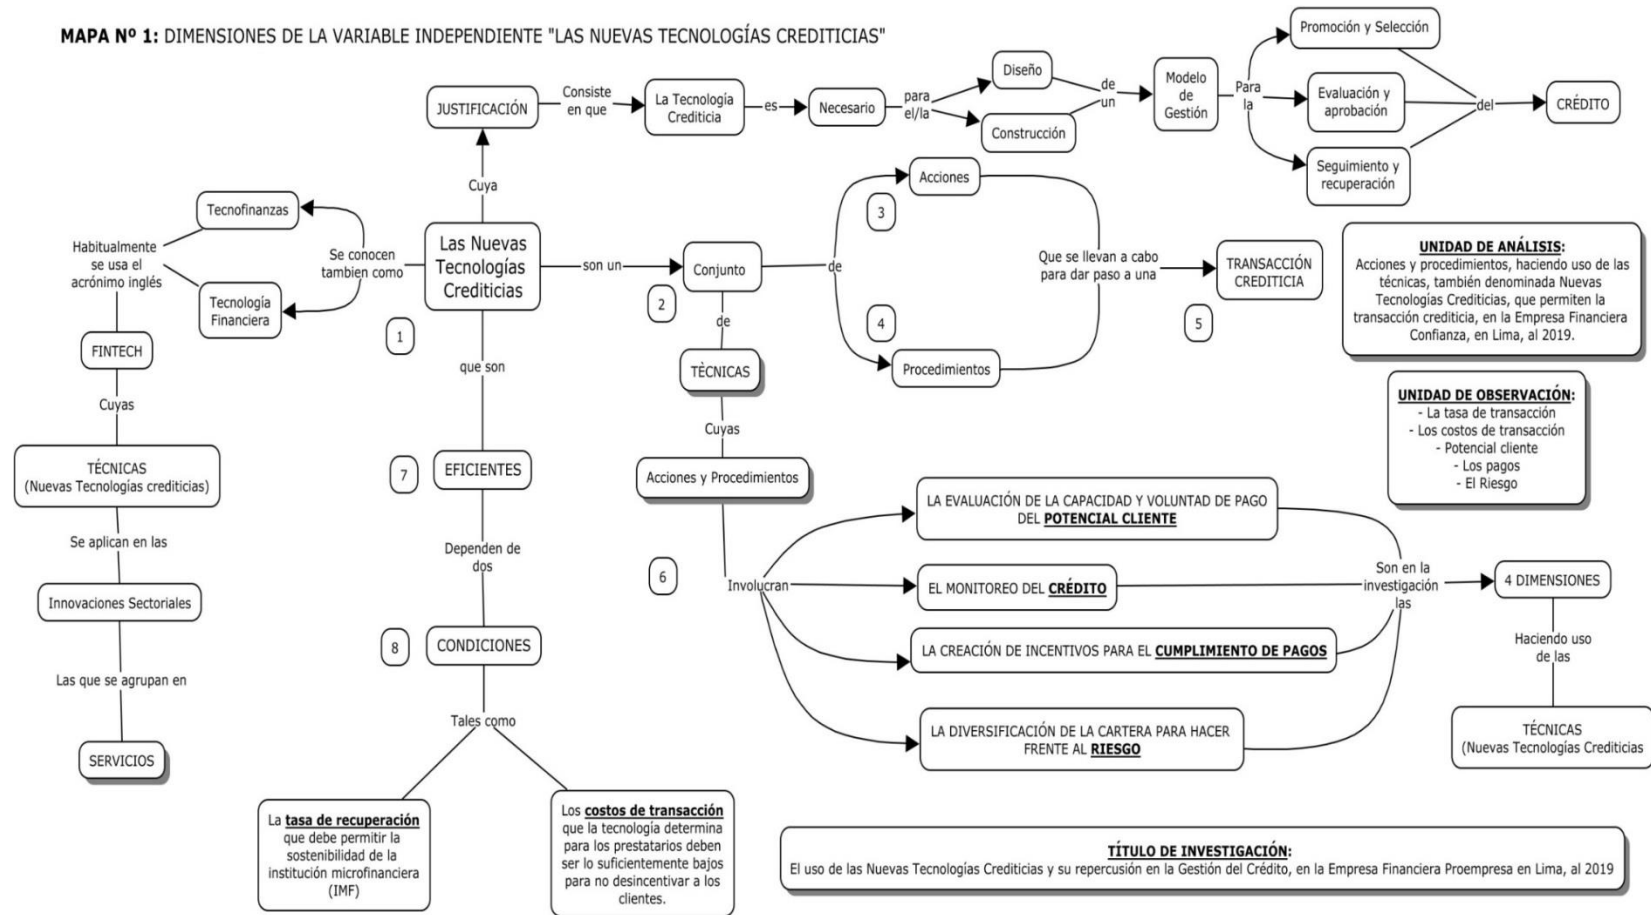 MAPA Nº 1: DIMENSIONES DE LA VARIABLE INDEPENDIENTE "LAS NUEVAS TECNOLOGÍAS CREDITICIAS"
JUSTIFICACIÓN
Consiste
en que
La Tecnología
Crediticia
es
Necesario
para
el/la
Diseño
Construcción
de
un
Modelo
de
Gestión
Para
la
Promoción y Selección
Evaluación y
aprobación
Seguimiento y
recuperación
del
CRÉDITO
Cuya
Tecnofinanzas
Habitualmente
se usa el
acrónimo inglés
Se conocen
tambien como
Tecnología
Financiera
Las Nuevas
Tecnologías
Crediticias
1
son un
Conjunto
2
de
Acciones
3
4
Procedimientos
Que se llevan a cabo
para dar paso a una
TRANSACCIÓN
CREDITICIA
5
UNIDAD DE ANÁLISIS:
Acciones y procedimientos, haciendo uso de las
técnicas, también denominada Nuevas
Tecnologías Crediticias, que permiten la
transacción crediticia, en la Empresa Financiera
Confianza, en Lima, al 2019.
UNIDAD DE OBSERVACIÓN:
- La tasa de transacción
- Los costos de transacción
- Potencial cliente
- Los pagos
- El Riesgo
FINTECH
Cuyas
TÉCNICAS
(Nuevas Tecnologías crediticias)
Se aplican en las
Innovaciones Sectoriales
Las que se agrupan en
SERVICIOS
que son
7
EFICIENTES
Dependen de
dos
8
CONDICIONES
Tales como
La tasa de recuperación
que debe permitir la
sostenibilidad de la
institución microfinanciera
(IMF)
Los costos de transacción
que la tecnología determina
para los prestatarios deben
ser lo suficientemente bajos
para no desincentivar a los
clientes.
de
TÈCNICAS
Cuyas
Acciones y Procedimientos
6
Involucran
LA EVALUACIÓN DE LA CAPACIDAD Y VOLUNTAD DE PAGO
DEL POTENCIAL CLIENTE
EL MONITOREO DEL CRÉDITO
LA CREACIÓN DE INCENTIVOS PARA EL CUMPLIMIENTO DE PAGOS
LA DIVERSIFICACIÓN DE LA CARTERA PARA HACER
FRENTE AL RIESGO
Son en la
investigación
las
4 DIMENSIONES
Haciendo uso
de las
TÉCNICAS
(Nuevas Tecnologías Crediticias
TÍTULO DE INVESTIGACIÓN:
El uso de las Nuevas Tecnologías Crediticias y su repercusión en la Gestión del Crédito, en la Empresa Financiera Proempresa en Lima, al 2019